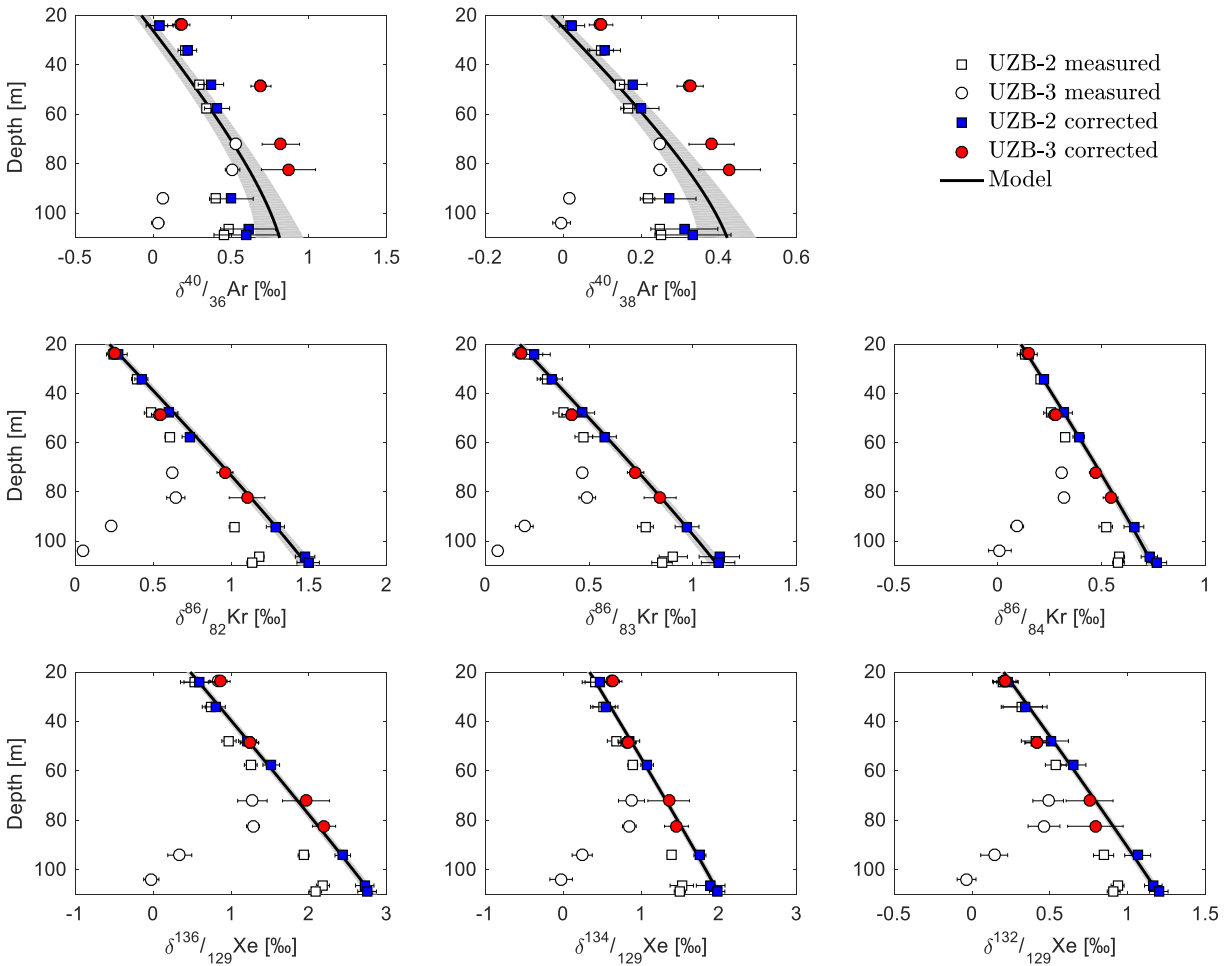 20
40
60
80
100
Depth [m]
-0.5 0 0.5 1 1.5
δ⁴⁰/₃₆Ar [‰]
20
40
60
80
100
-0.2 0 0.2 0.4 0.6
δ⁴⁰/₃₈Ar [‰]
UZB-2 measured
UZB-3 measured
UZB-2 corrected
UZB-3 corrected
Model
20
40
60
80
100
Depth [m]
0 0.5 1 1.5 2
δ⁸⁶/₈₂Kr [‰]
20
40
60
80
100
0 0.5 1 1.5
δ⁸⁶/₈₃Kr [‰]
20
40
60
80
100
-0.5 0 0.5 1
δ⁸⁶/₈₄Kr [‰]
20
40
60
80
100
Depth [m]
-1 0 1 2 3
δ¹³⁶/₁₂₉Xe [‰]
20
40
60
80
100
-1 0 1 2 3
δ¹³⁴/₁₂₉Xe [‰]
20
40
60
80
100
-0.5 0 0.5 1 1.5
δ¹³²/₁₂₉Xe [‰]